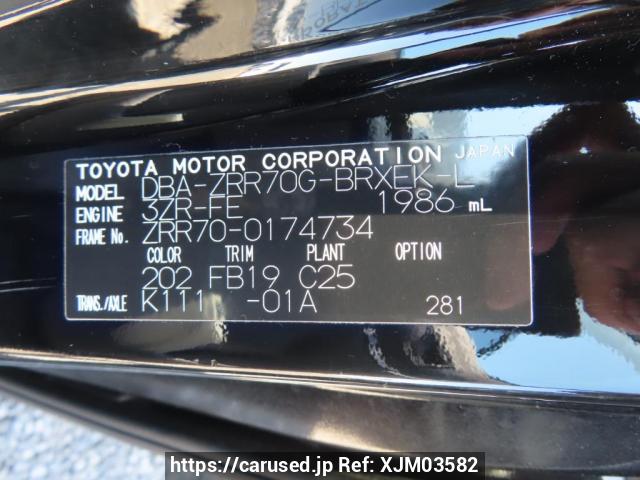 TOYOTA MOTOR CORPORATION JAPAN
MODEL DBA-ZRR70G-BRXEK-L
ENGINE 3ZR-FE 1986 mL
FRAME No. ZRR70-0174734
COLOR TRIM PLANT OPTION
202 FB19 C25
TRANS./AXLE K111 -01A 281
https://carused.jp Ref: XJM03582